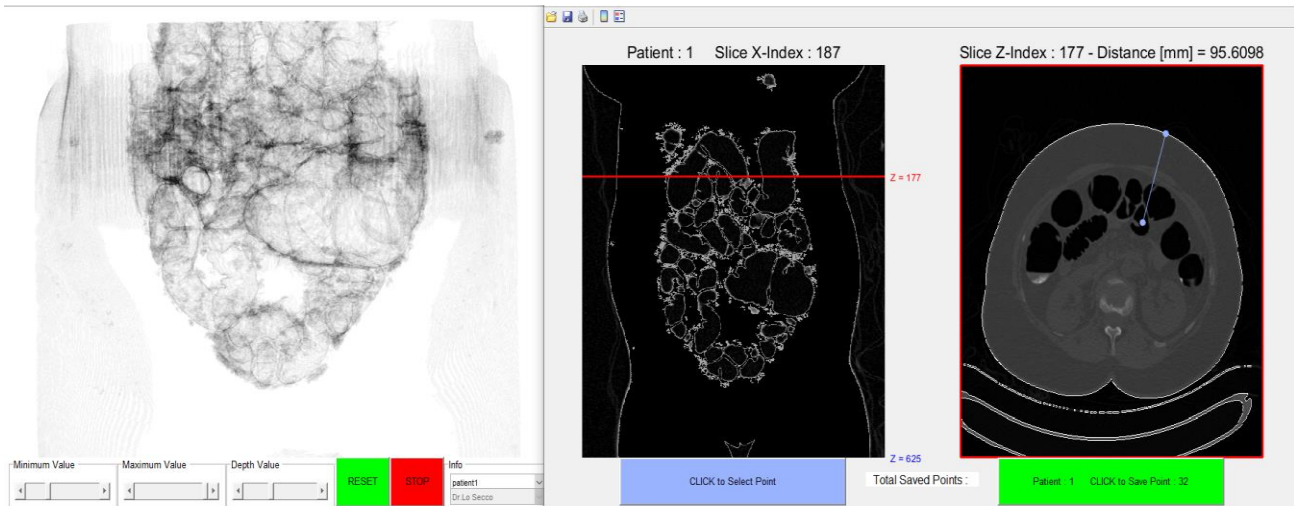 Patient : 1 Slice X-Index : 187
Slice Z-Index : 177 - Distance [mm] = 95.6098
Z = 177
Z = 625
Minimum Value
Maximum Value
Depth Value
RESET
STOP
Info
patient1
Dr.Lo Secco
CLICK to Select Point
Total Saved Points :
Patient : 1 CLICK to Save Point : 32